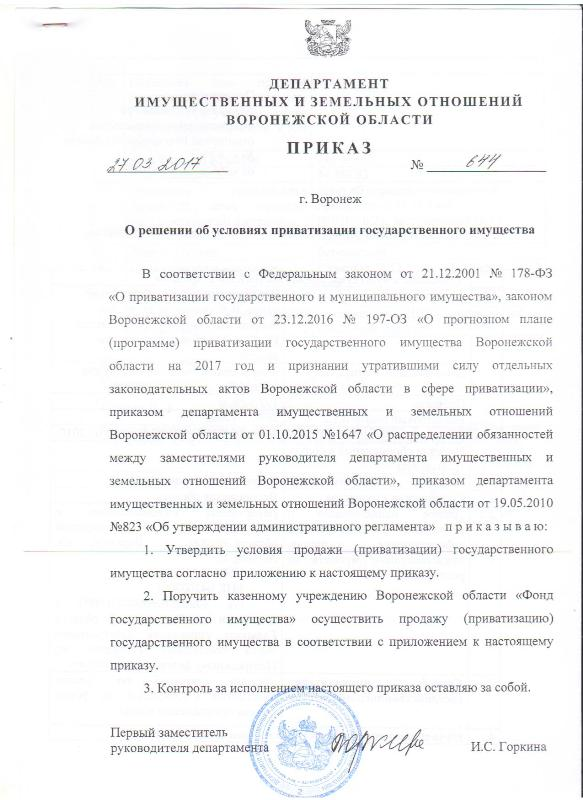 ДЕПАРТАМЕНТ
ИМУЩЕСТВЕННЫХ И ЗЕМЕЛЬНЫХ ОТНОШЕНИЙ
ВОРОНЕЖСКОЙ ОБЛАСТИ
ПРИКАЗ
27.03 2017 № 644
г. Воронеж
О решении об условиях приватизации государственного имущества
В соответствии с Федеральным законом от 21.12.2001 № 178-ФЗ
«О приватизации государственного и муниципального имущества», законом
Воронежской области от 23.12.2016 № 197-ОЗ «О прогнозном плане
(программе) приватизации государственного имущества Воронежской
области на 2017 год и признании утратившими силу отдельных
законодательных актов Воронежской области в сфере приватизации»,
приказом департамента имущественных и земельных отношений
Воронежской области от 01.10.2015 №1647 «О распределении обязанностей
между заместителями руководителя департамента имущественных и
земельных отношений Воронежской области», приказом департамента
имущественных и земельных отношений Воронежской области от 19.05.2010
№823 «Об утверждении административного регламента» п р и к а з ы в а ю:
1. Утвердить условия продажи (приватизации) государственного
имущества согласно приложению к настоящему приказу.
2. Поручить казенному учреждению Воронежской области «Фонд
государственного имущества» осуществить продажу (приватизацию)
государственного имущества в соответствии с приложением к настоящему
приказу.
3. Контроль за исполнением настоящего приказа оставляю за собой.
Первый заместитель
руководителя департамента И.С. Горкина